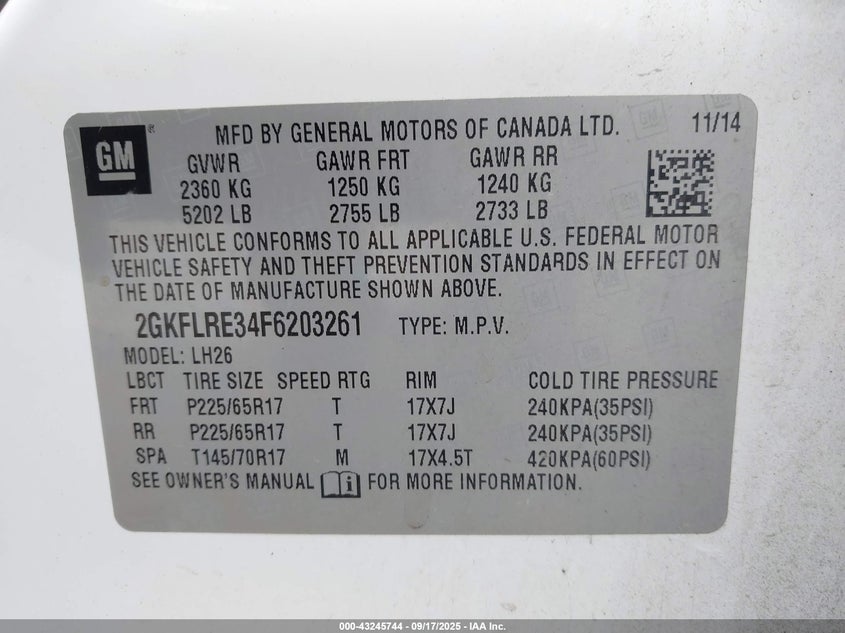 GM
MFD BY GENERAL MOTORS OF CANADA LTD. 11/14
GVWR GAWR FRT GAWR RR
2360 KG 1250 KG 1240 KG
5202 LB 2755 LB 2733 LB
THIS VEHICLE CONFORMS TO ALL APPLICABLE U.S. FEDERAL MOTOR
VEHICLE SAFETY AND THEFT PREVENTION STANDARDS IN EFFECT ON
THE DATE OF MANUFACTURE SHOWN ABOVE.
2GKFLRE34F6203261 TYPE: M.P.V.
MODEL: LH26
LBCT TIRE SIZE SPEED RTG RIM COLD TIRE PRESSURE
FRT P225/65R17 T 17X7J 240KPA(35PSI)
RR P225/65R17 T 17X7J 240KPA(35PSI)
SPA T145/70R17 M 17X4.5T 420KPA(60PSI)
SEE OWNER'S MANUAL i FOR MORE INFORMATION.
000-43245744 - 09/17/2025 - IAA Inc.